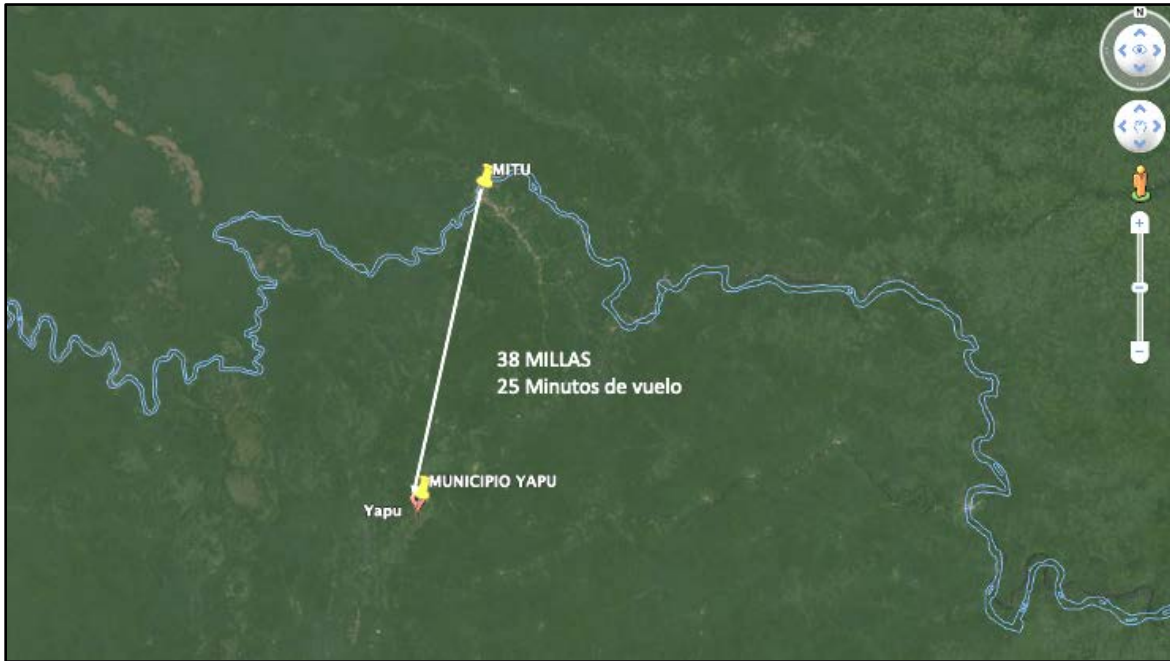 N
MITU
38 MILLAS
25 Minutos de vuelo
MUNICIPIO YAPU
Yapu